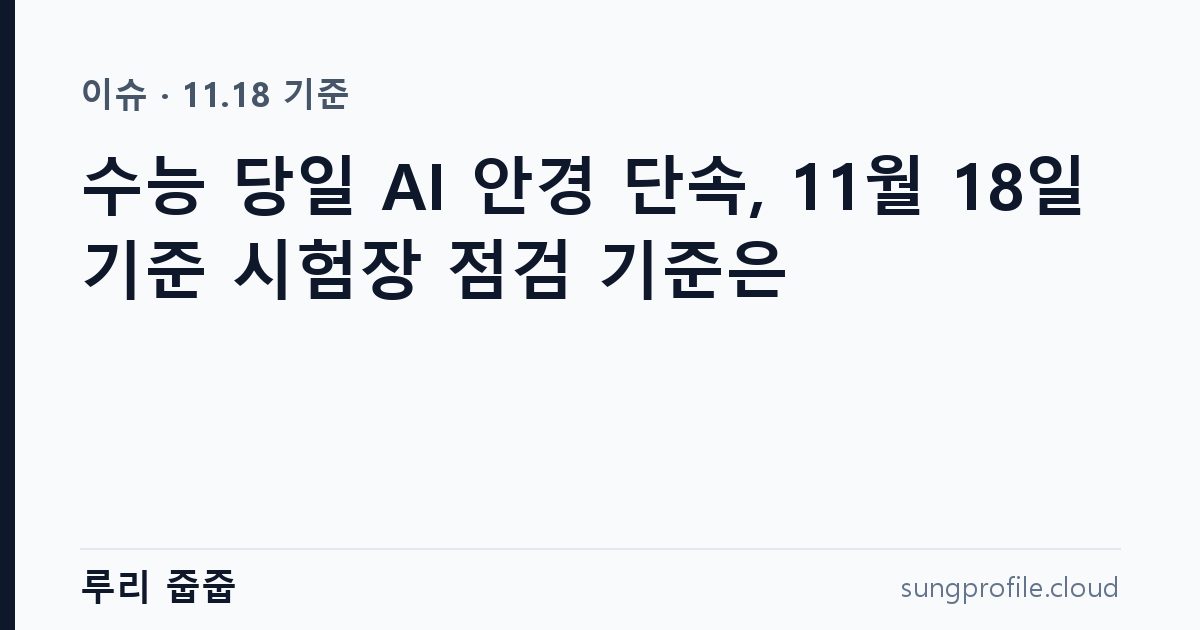 이슈 · 11.18 기준
수능 당일 AI 안경 단속, 11월 18일
기준 시험장 점검 기준은
루리 줍줍
sungprofile.cloud